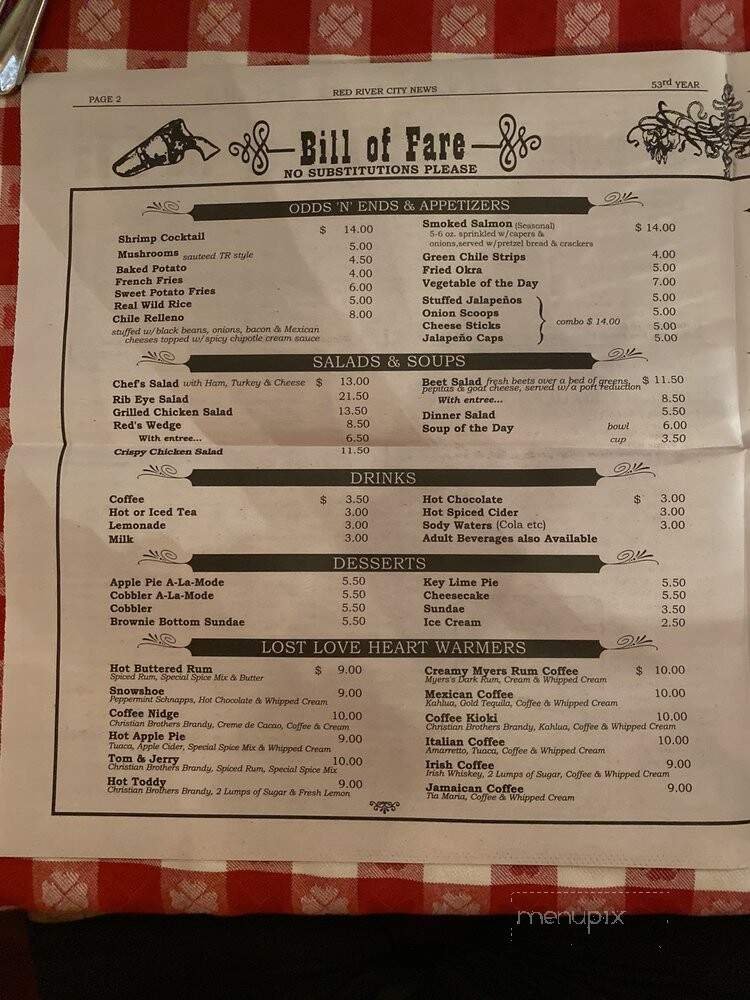 PAGE 2 RED RIVER CITY NEWS 53rd YEAR
Bill of Fare
NO SUBSTITUTIONS PLEASE
ODDS 'N' ENDS & APPETIZERS
Shrimp Cocktail $ 14.00
Mushrooms sauteed TR style 5.00
Baked Potato 4.50
French Fries 4.00
Sweet Potato Fries 6.00
Real Wild Rice 5.00
Chile Relleno 8.00
stuffed w/black beans, onions, bacon & Mexican
cheeses topped w/spicy chipotle cream sauce
Smoked Salmon (Seasonal) $ 14.00
5-6 oz. sprinkled w/capers &
onions,served w/pretzel bread & crackers
Green Chile Strips 4.00
Fried Okra 5.00
Vegetable of the Day 7.00
Stuffed Jalapeños 5.00
Onion Scoops 5.00
combo $ 14.00
Cheese Sticks 5.00
Jalapeño Caps 5.00
SALADS & SOUPS
Chef's Salad with Ham, Turkey & Cheese $ 13.00
Rib Eye Salad 21.50
Grilled Chicken Salad 13.50
Red's Wedge 8.50
With entree... 6.50
Crispy Chicken Salad 11.50
Beet Salad fresh beets over a bed of greens, $ 11.50
pepitas & goat cheese, served w/a port reduction
With entree... 8.50
Dinner Salad 5.50
Soup of the Day bowl 6.00
cup 3.50
DRINKS
Coffee $ 3.50
Hot or Iced Tea 3.00
Lemonade 3.00
Milk 3.00
Hot Chocolate $ 3.00
Hot Spiced Cider 3.00
Sody Waters (Cola etc) 3.00
Adult Beverages also Available
DESSERTS
Apple Pie A-La-Mode 5.50
Cobbler A-La-Mode 5.50
Cobbler 5.50
Brownie Bottom Sundae 5.50
Key Lime Pie 5.50
Cheesecake 5.50
Sundae 3.50
Ice Cream 2.50
LOST LOVE HEART WARMERS
Hot Buttered Rum $ 9.00
Spiced Rum, Special Spice Mix & Butter
Snowshoe 9.00
Peppermint Schnapps, Hot Chocolate & Whipped Cream
Coffee Nidge 10.00
Christian Brothers Brandy, Creme de Cacao, Coffee & Cream
Hot Apple Pie 9.00
Tuaca, Apple Cider, Special Spice Mix & Whipped Cream
Tom & Jerry 10.00
Christian Brothers Brandy, Spiced Rum, Special Spice Mix
Hot Toddy 9.00
Christian Brothers Brandy, 2 Lumps of Sugar & Fresh Lemon
Creamy Myers Rum Coffee $ 10.00
Myers's Dark Rum, Cream & Whipped Cream
Mexican Coffee 10.00
Kahlua, Gold Tequila, Coffee & Whipped Cream
Coffee Kioki 10.00
Christian Brothers Brandy, Kahlua, Coffee & Whipped Cream
Italian Coffee 10.00
Amarretto, Tuaca, Coffee & Whipped Cream
Irish Coffee 9.00
Irish Whiskey, 2 Lumps of Sugar, Coffee & Whipped Cream
Jamaican Coffee 9.00
Tia Maria, Coffee & Whipped Cream
menupix